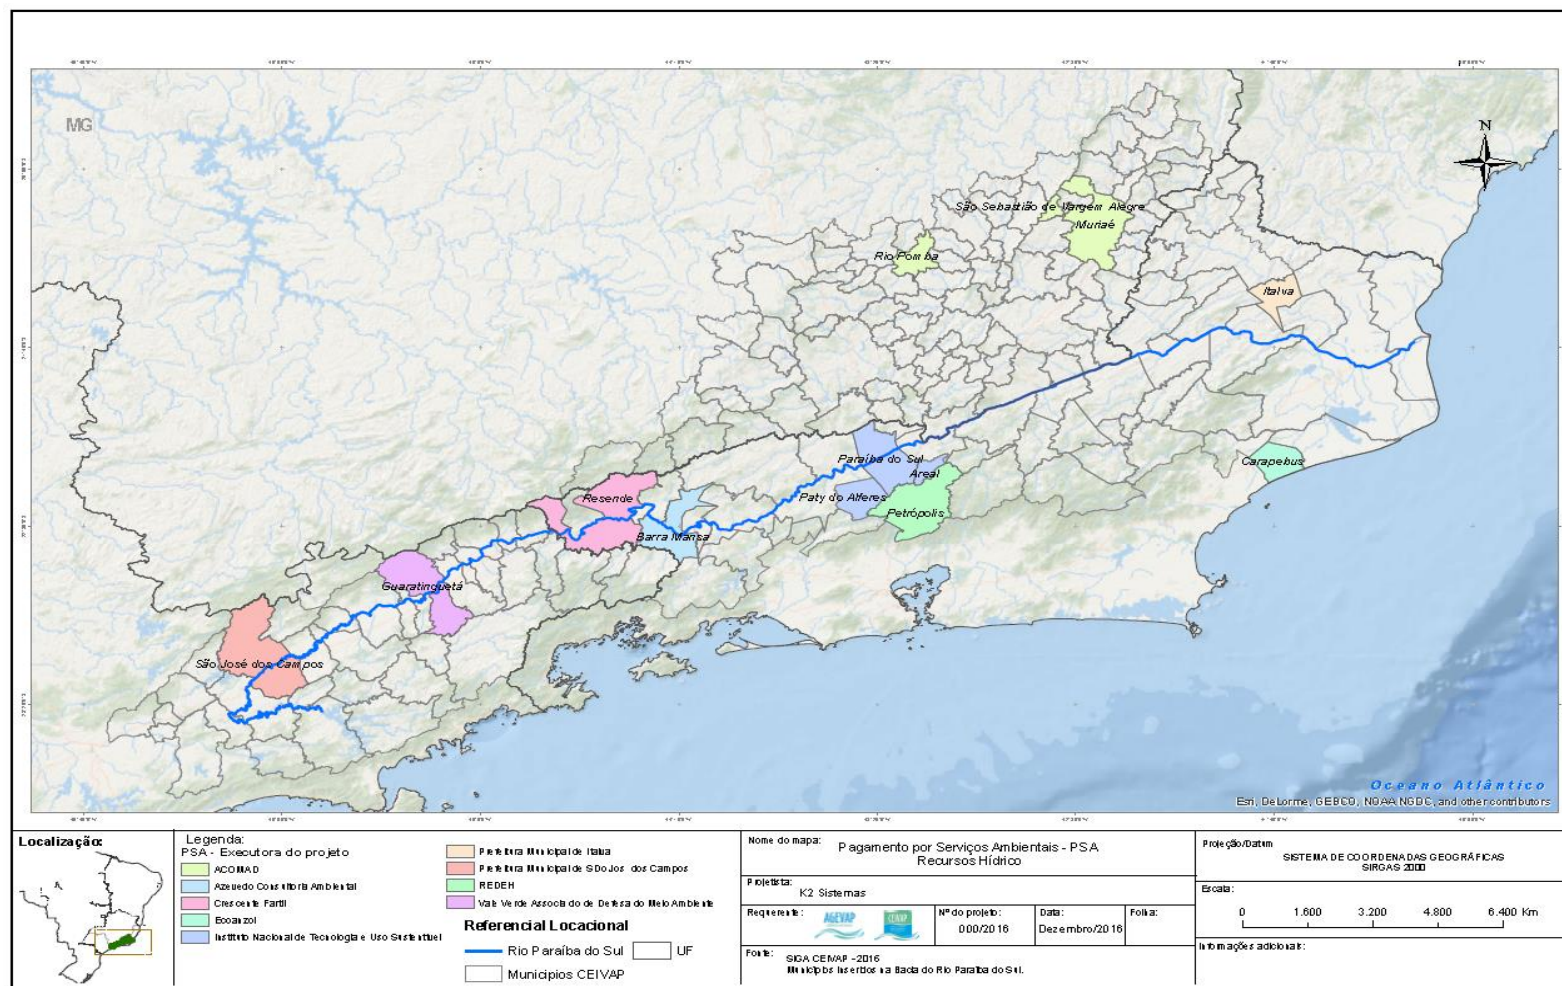 MG
N
São Sebastião de Vargem Alegre
Muriaé
Rio Pomba
Italva
Paraíba do Sul
Areal
Carapebus
Paty do Alferes
Petrópolis
Resende
Barra Mansa
Guaratinguetá
São José dos Campos
Oceano Atlântico
Esri, DeLorme, GEBCO, NOAA NGDC, and other contributors
Localização:
Legenda:
PSA - Executora do projeto
ACOMAD
Azevedo Consultoria Ambiental
Crescente Fértil
Ecoanzol
Instituto Nacional de Tecnologia e Uso Sustentável
Prefeitura Municipal de Italva
Prefeitura Municipal de São José dos Campos
REDEH
Vale Verde Associação de Defesa do Meio Ambiente
Referencial Locacional
Rio Paraíba do Sul
UF
Municipios CEIVAP
Nome do mapa:
Pagamento por Serviços Ambientais - PSA
Recursos Hídrico
Projetista:
K2 Sistemas
Requerente:
AGEVAP
CEIVAP
Nº do projeto:
000/2016
Data:
Dezembro/2016
Folha:
Fonte:
SIGA CEIVAP - 2016
Municípios inseridos na Bacia do Rio Paraíba do Sul.
Projeção/Datum
SISTEMA DE COORDENADAS GEOGRÁFICAS
SIRGAS 2000
Escala:
0 1.600 3.200 4.800 6.400 Km
Informações adicionais: